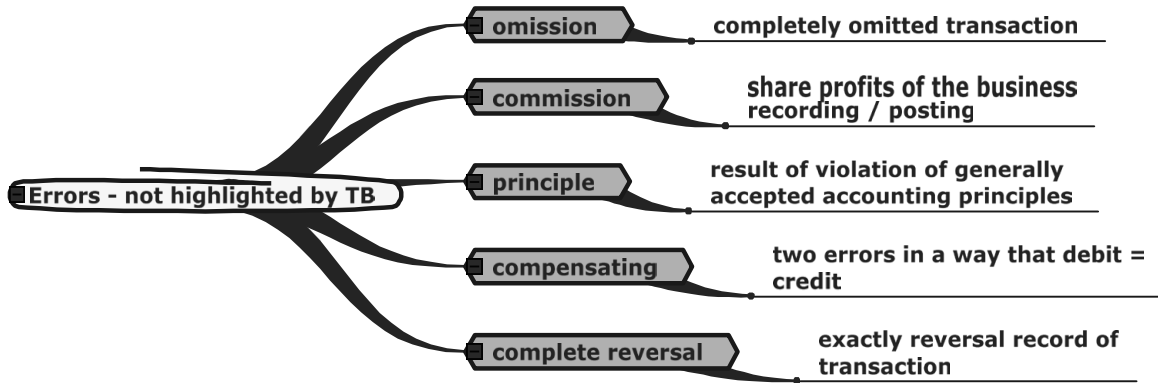 omission
completely omitted transaction
commission
share profits of the business
recording / posting
Errors - not highlighted by TB
principle
result of violation of generally
accepted accounting principles
compensating
two errors in a way that debit =
credit
complete reversal
exactly reversal record of
transaction